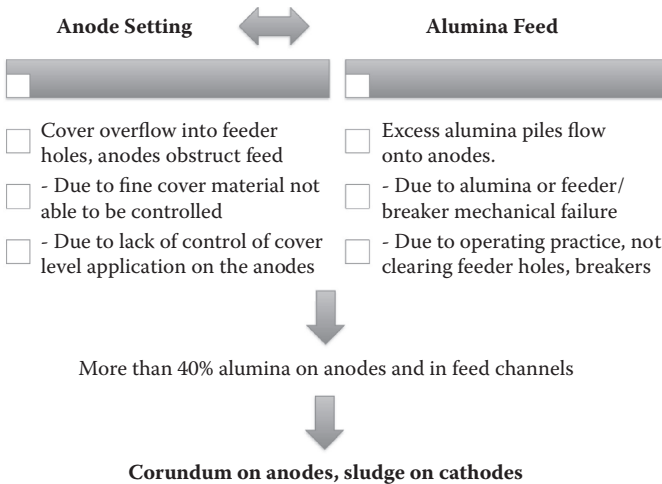 Anode Setting
Alumina Feed
Cover overflow into feeder
holes, anodes obstruct feed
- Due to fine cover material not
able to be controlled
- Due to lack of control of cover
level application on the anodes
Excess alumina piles flow
onto anodes.
- Due to alumina or feeder/
breaker mechanical failure
- Due to operating practice, not
clearing feeder holes, breakers
More than 40% alumina on anodes and in feed channels
Corundum on anodes, sludge on cathodes